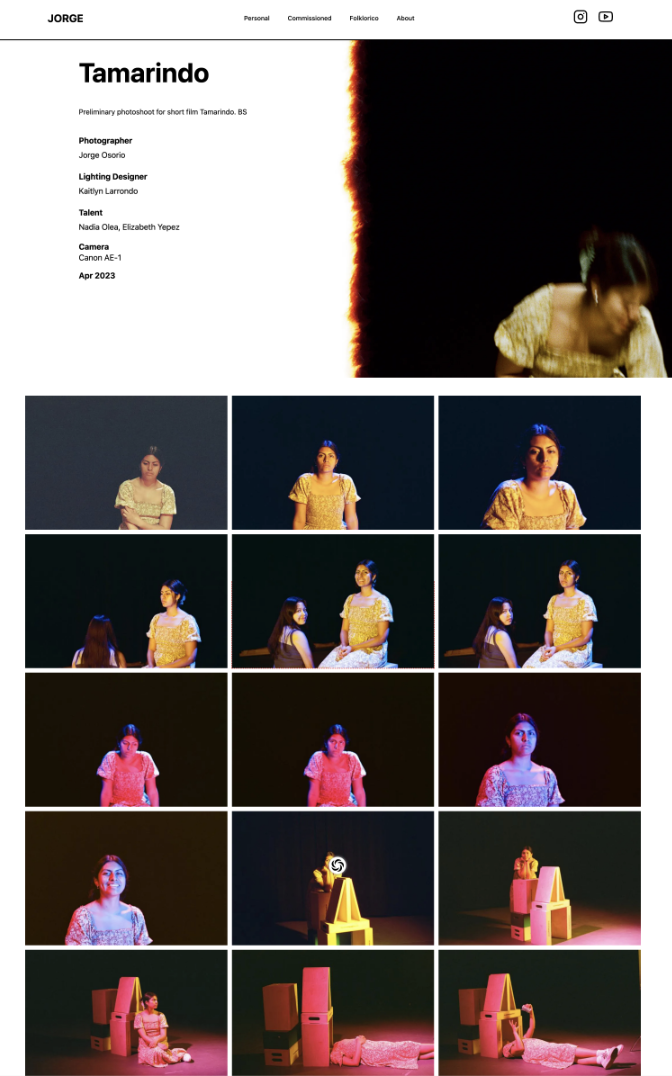 JORGE
Personal Commissioned Folklorico About
Tamarindo
Preliminary photoshoot for short film Tamarindo. BS
Photographer
Jorge Osorio
Lighting Designer
Kaitlyn Larrondo
Talent
Nadia Olea, Elizabeth Yepez
Camera
Canon AE-1
Apr 2023